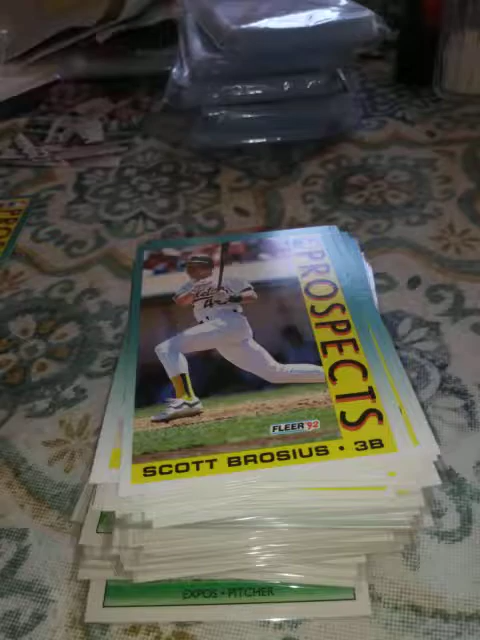 PROSPECTS
FLEER '92
SCOTT BROSIUS • 3B
EXPOS • PITCHER